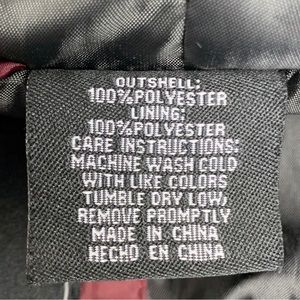 OUTSHELL:
100%POLYESTER
LINING:
100%POLYESTER
CARE INSTRUCTIONS:
MACHINE WASH COLD
WITH LIKE COLORS
TUMBLE DRY LOW,
REMOVE PROMPTLY
MADE IN CHINA
HECHO EN CHINA